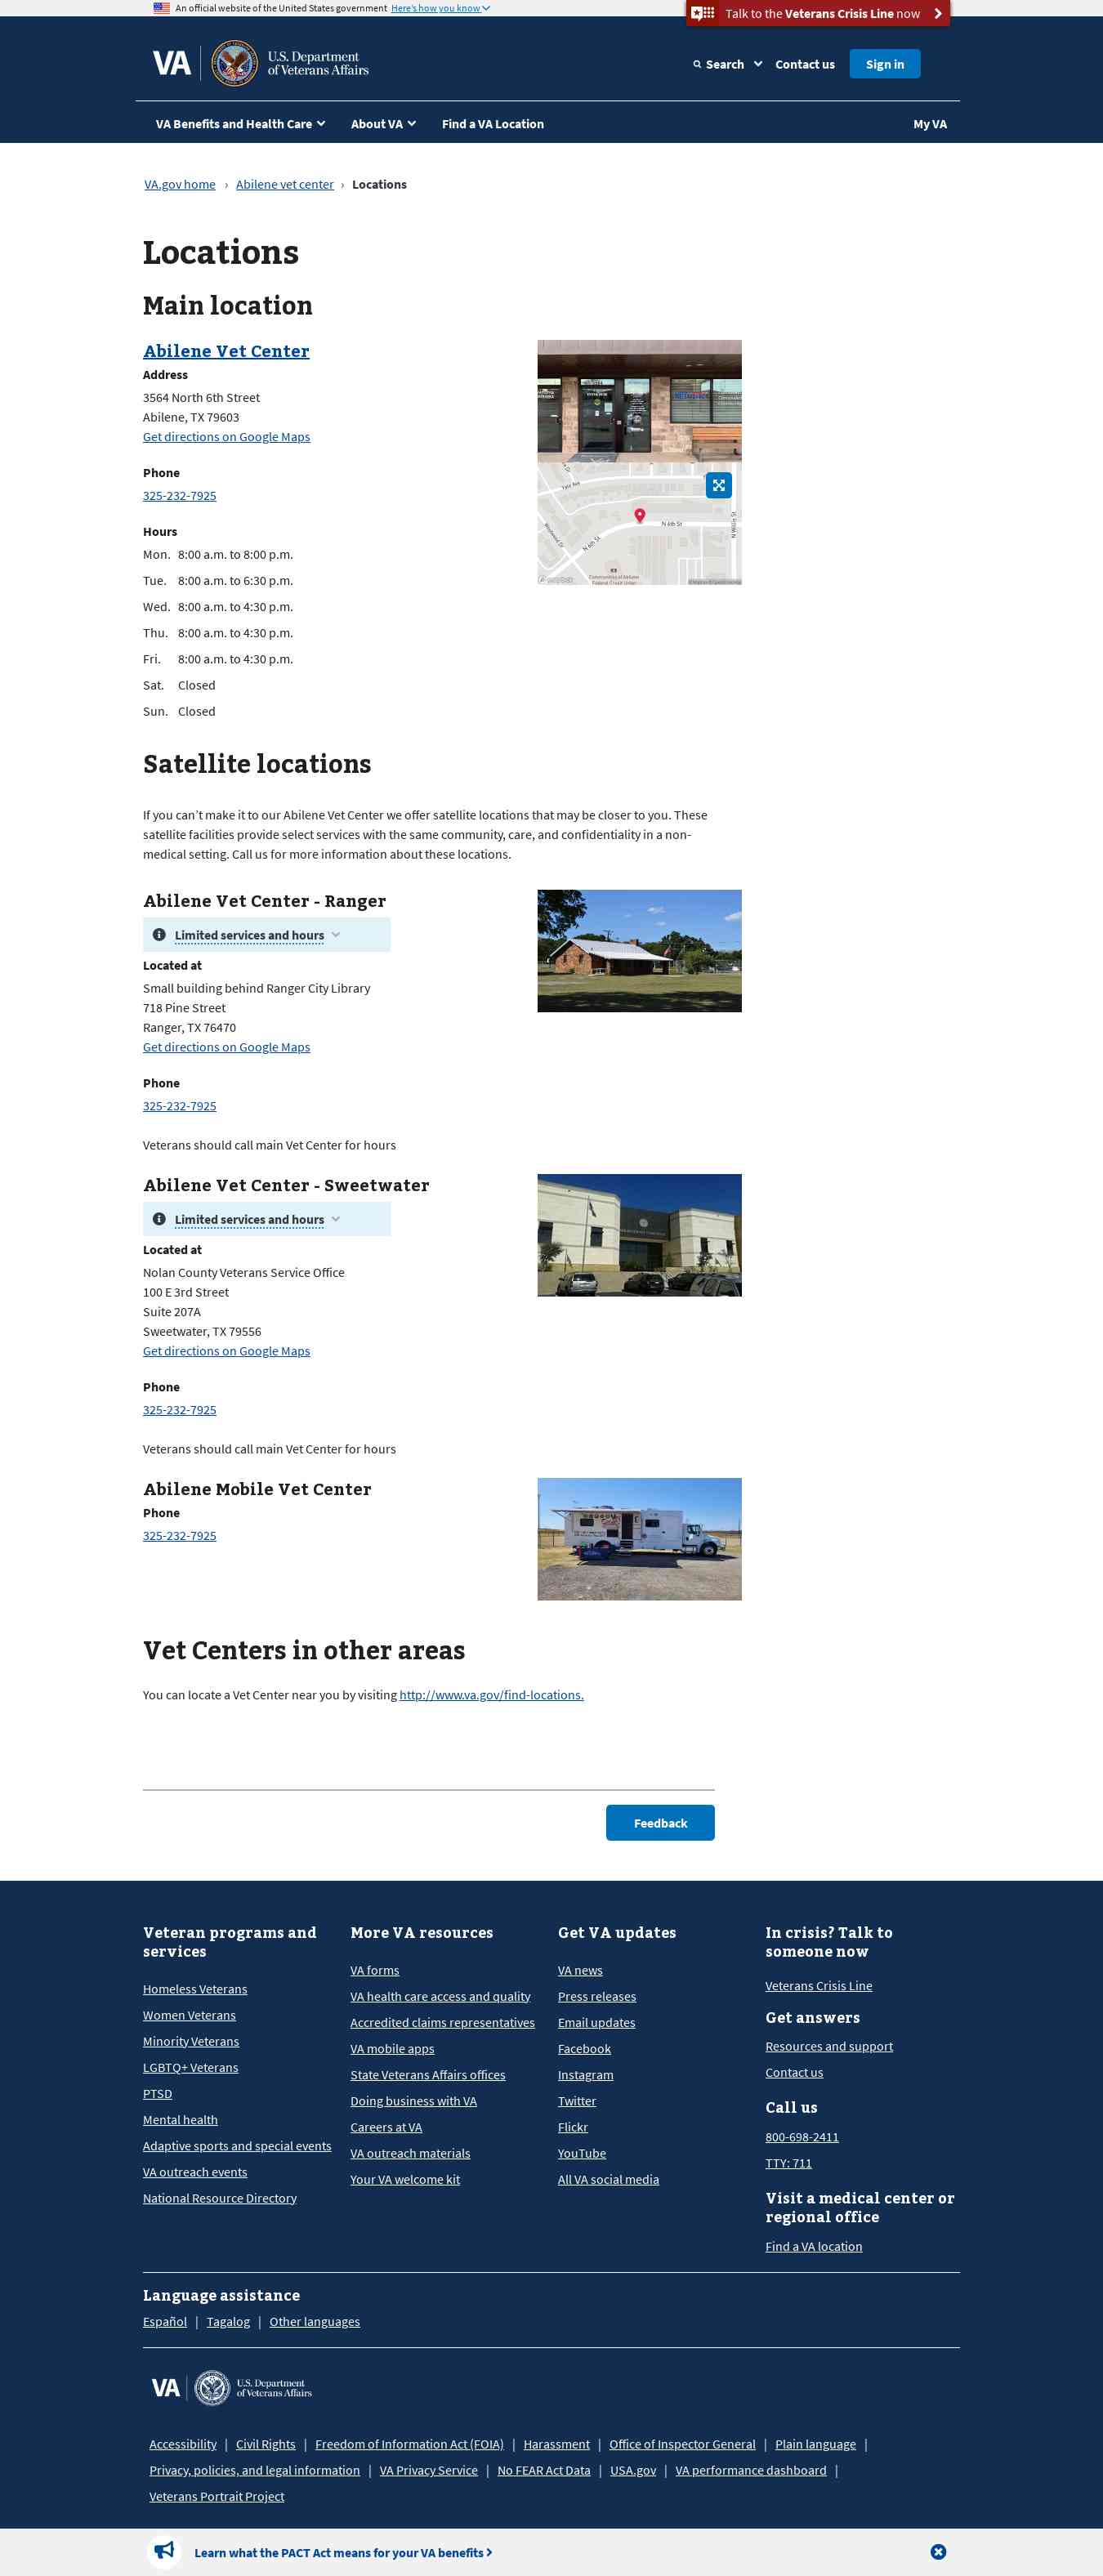 An official website of the United States government Here's how you know
Talk to the Veterans Crisis Line now
VA U.S. Department of Veterans Affairs
Search
Contact us
Sign in
VA Benefits and Health Care
About VA
Find a VA Location
My VA
VA.gov home › Abilene vet center › Locations
Locations
Main location
Abilene Vet Center
Address
3564 North 6th Street
Abilene, TX 79603
Get directions on Google Maps
Phone
325-232-7925
Hours
Mon. 8:00 a.m. to 8:00 p.m.
Tue. 8:00 a.m. to 6:30 p.m.
Wed. 8:00 a.m. to 4:30 p.m.
Thu. 8:00 a.m. to 4:30 p.m.
Fri. 8:00 a.m. to 4:30 p.m.
Sat. Closed
Sun. Closed
N 6th St
N 6th St
N Willis St
Satellite locations
If you can’t make it to our Abilene Vet Center we offer satellite locations that may be closer to you. These
satellite facilities provide select services with the same community, care, and confidentiality in a non-
medical setting. Call us for more information about these locations.
Abilene Vet Center - Ranger
Limited services and hours
Located at
Small building behind Ranger City Library
718 Pine Street
Ranger, TX 76470
Get directions on Google Maps
Phone
325-232-7925
Veterans should call main Vet Center for hours
Abilene Vet Center - Sweetwater
Limited services and hours
Located at
Nolan County Veterans Service Office
100 E 3rd Street
Suite 207A
Sweetwater, TX 79556
Get directions on Google Maps
Phone
325-232-7925
Veterans should call main Vet Center for hours
Abilene Mobile Vet Center
Phone
325-232-7925
Vet Centers in other areas
You can locate a Vet Center near you by visiting http://www.va.gov/find-locations.
Feedback
Veteran programs and
services
Homeless Veterans
Women Veterans
Minority Veterans
LGBTQ+ Veterans
PTSD
Mental health
Adaptive sports and special events
VA outreach events
National Resource Directory
More VA resources
VA forms
VA health care access and quality
Accredited claims representatives
VA mobile apps
State Veterans Affairs offices
Doing business with VA
Careers at VA
VA outreach materials
Your VA welcome kit
Get VA updates
VA news
Press releases
Email updates
Facebook
Instagram
Twitter
Flickr
YouTube
All VA social media
In crisis? Talk to
someone now
Veterans Crisis Line
Get answers
Resources and support
Contact us
Call us
800-698-2411
TTY: 711
Visit a medical center or
regional office
Find a VA location
Language assistance
Español | Tagalog | Other languages
VA U.S. Department of Veterans Affairs
Accessibility | Civil Rights | Freedom of Information Act (FOIA) | Harassment | Office of Inspector General | Plain language |
Privacy, policies, and legal information | VA Privacy Service | No FEAR Act Data | USA.gov | VA performance dashboard |
Veterans Portrait Project
Learn what the PACT Act means for your VA benefits